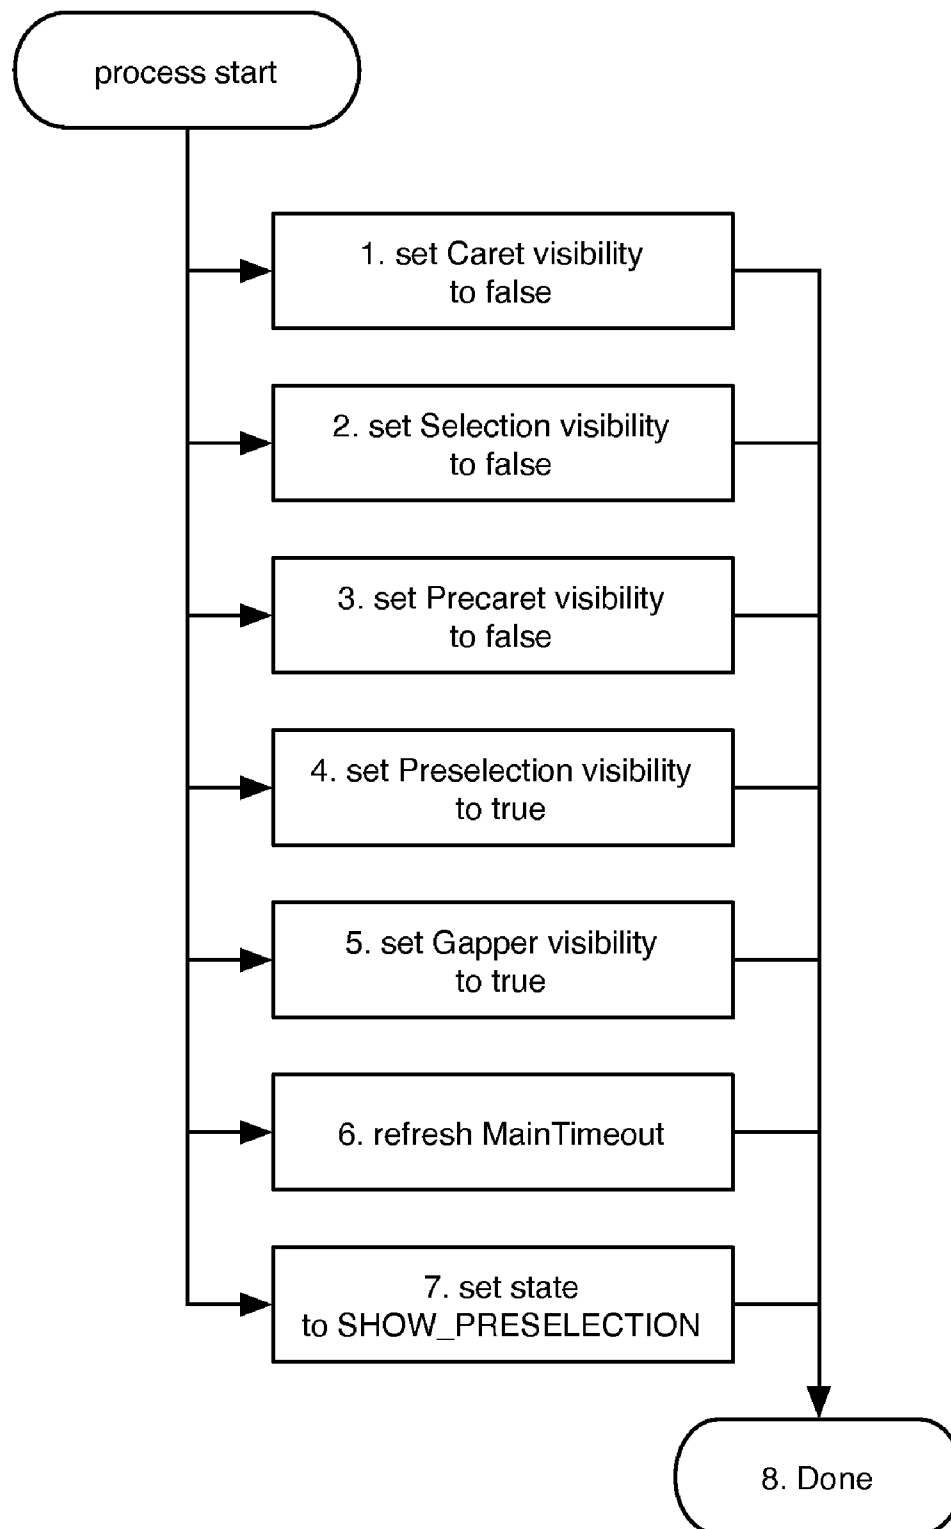 process start
1. set Caret visibility
to false
2. set Selection visibility
to false
3. set Precaret visibility
to false
4. set Preselection visibility
to true
5. set Gapper visibility
to true
6. refresh MainTimeout
7. set state
to SHOW_PRESELECTION
8. Done